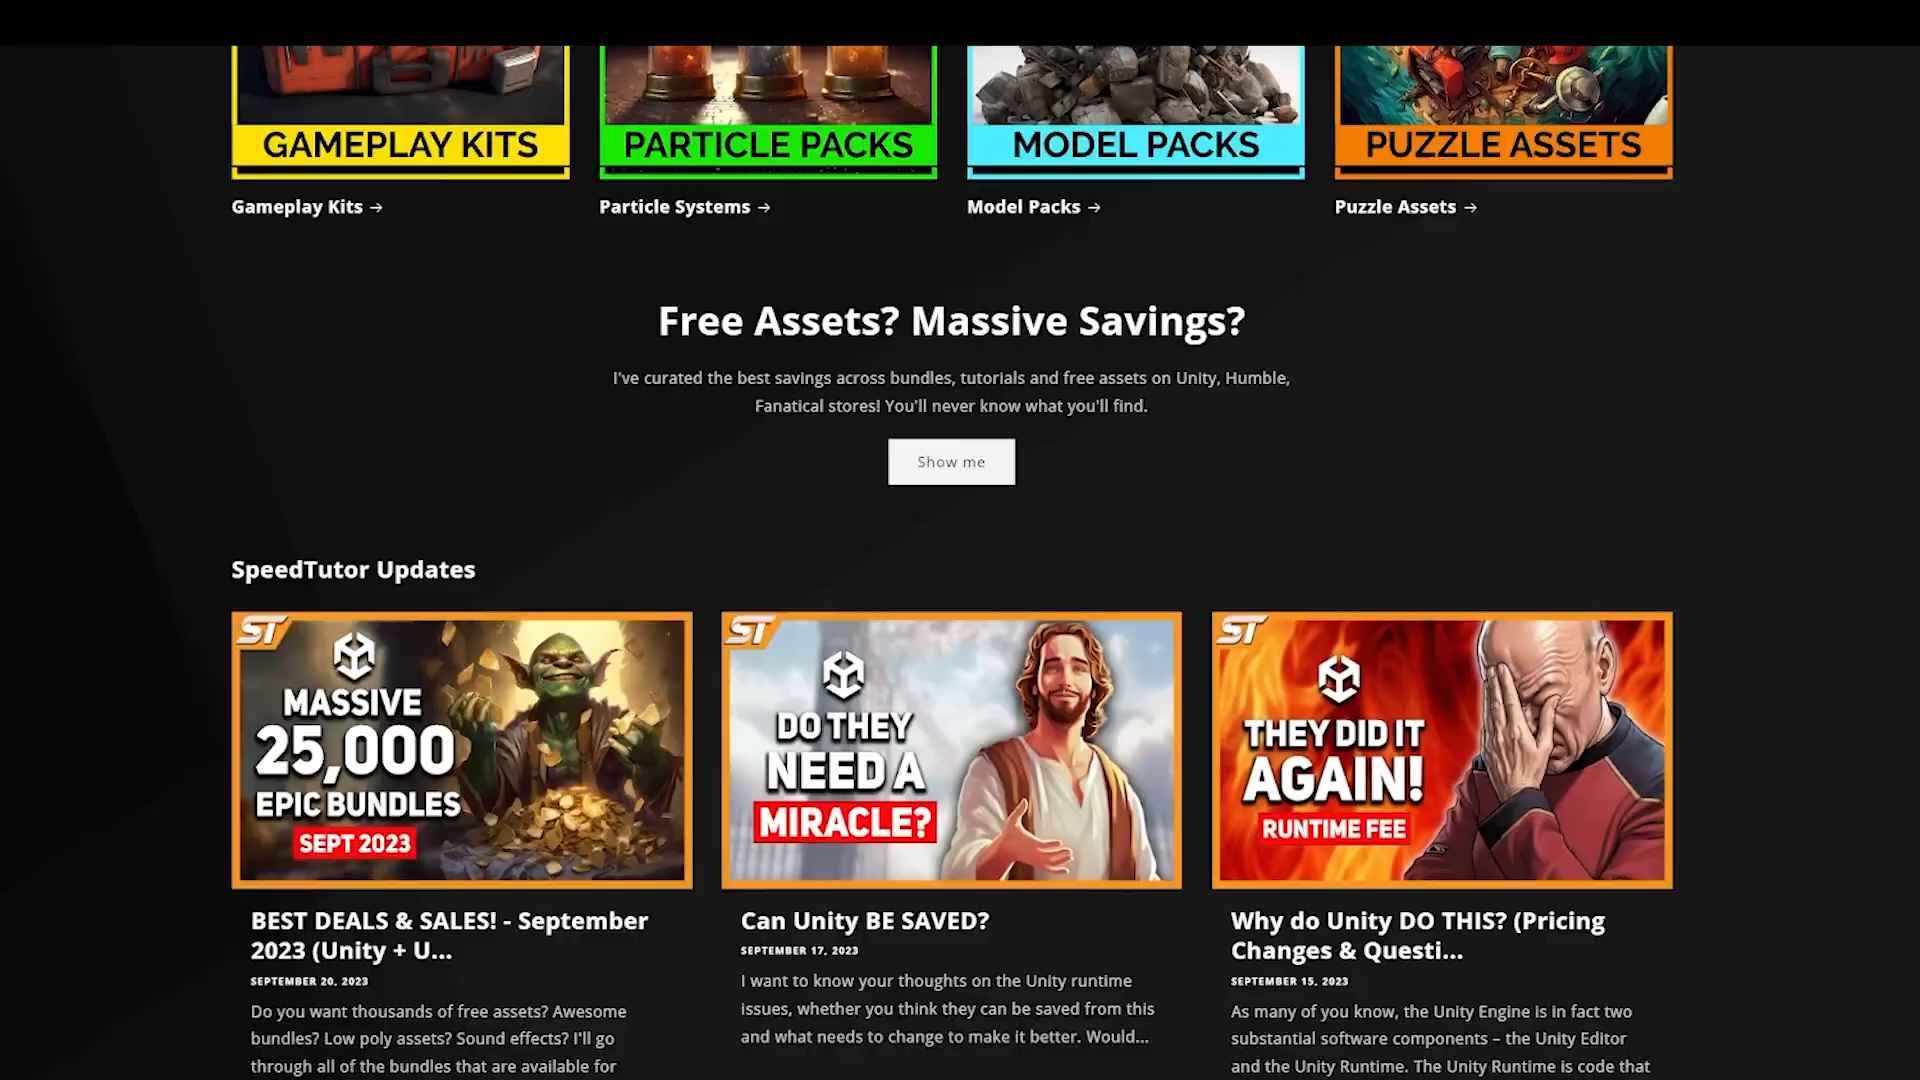 GAMEPLAY KITS
PARTICLE PACKS
MODEL PACKS
PUZZLE ASSETS
Gameplay Kits →
Particle Systems →
Model Packs →
Puzzle Assets →
Free Assets? Massive Savings?
I've curated the best savings across bundles, tutorials and free assets on Unity, Humble,
Fanatical stores! You'll never know what you'll find.
Show me
SpeedTutor Updates
ST
MASSIVE
25,000
EPIC BUNDLES
SEPT 2023
ST
DO THEY
NEED A
MIRACLE?
ST
THEY DID IT
AGAIN!
RUNTIME FEE
BEST DEALS & SALES! - September
2023 (Unity + U...
SEPTEMBER 20, 2023
Do you want thousands of free assets? Awesome
bundles? Low poly assets? Sound effects? I'll go
through all of the bundles that are available for
Can Unity BE SAVED?
SEPTEMBER 17, 2023
I want to know your thoughts on the Unity runtime
issues, whether you think they can be saved from this
and what needs to change to make it better. Would...
Why do Unity DO THIS? (Pricing
Changes & Questi...
SEPTEMBER 15, 2023
As many of you know, the Unity Engine is in fact two
substantial software components – the Unity Editor
and the Unity Runtime. The Unity Runtime is code that